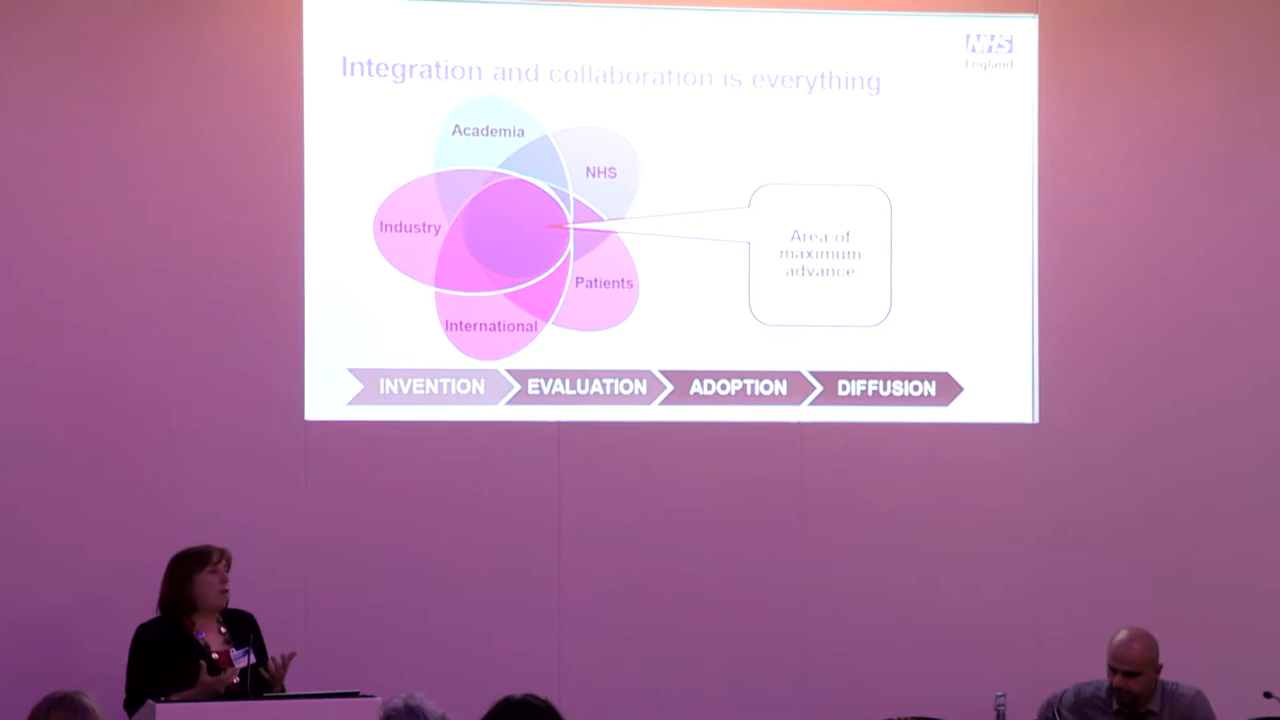 NHS
England
Integration and collaboration is everything
Academia
NHS
Industry
Patients
International
Area of
maximum
advance
INVENTION
EVALUATION
ADOPTION
DIFFUSION